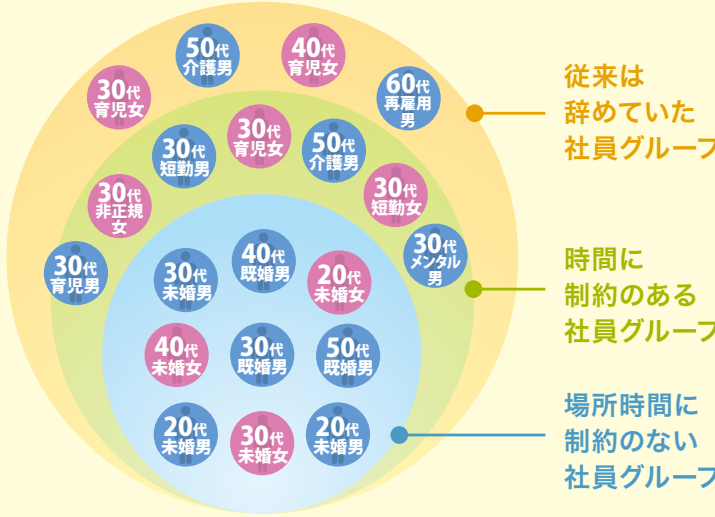 50代
介護男
40代
育児女
30代
育児女
60代
再雇用
男
従来は
辞めていた
社員グループ
30代
育児女
30代
短勤男
50代
介護男
30代
短勤女
30代
非正規
女
30代
メンタル
男
30代
育児男
時間に
制約のある
社員グループ
40代
既婚男
30代
未婚男
20代
未婚女
40代
未婚女
30代
既婚男
50代
既婚男
20代
未婚男
30代
未婚女
20代
未婚男
場所時間に
制約のない
社員グループ